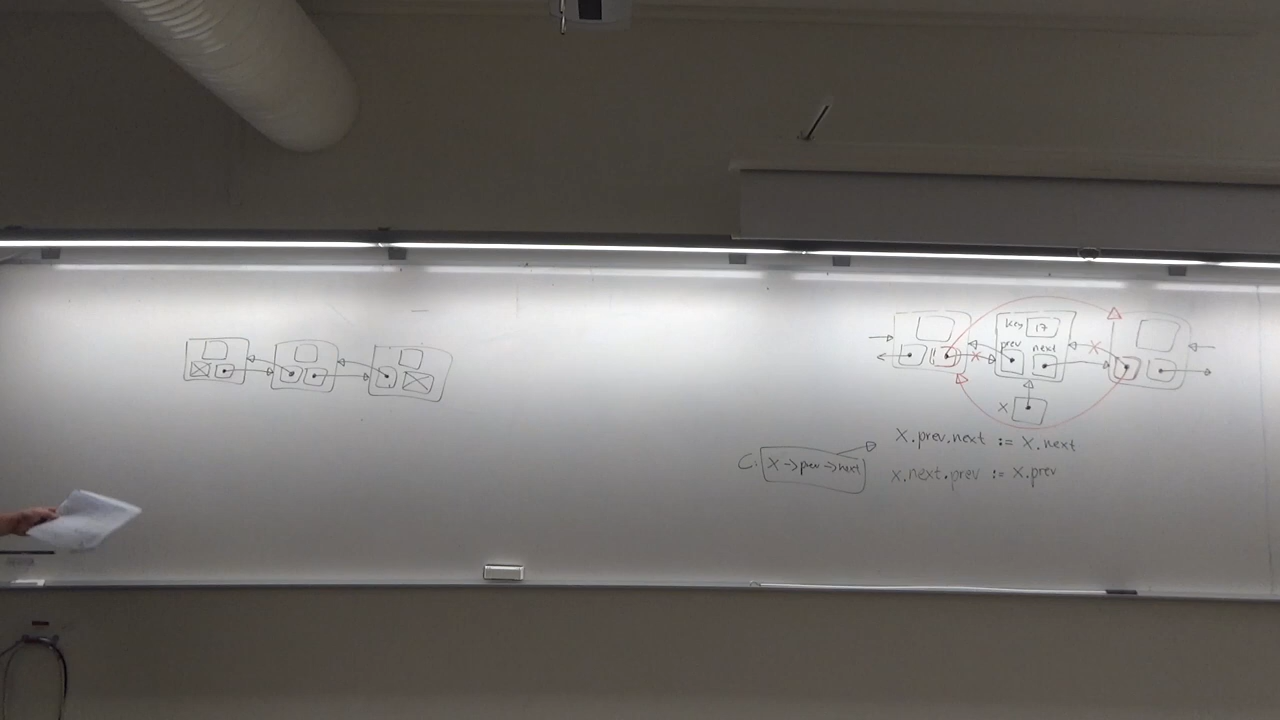 key 17
prev
next
x
x.prev.next := x.next
C: x->prev->next
x.next.prev := x.prev